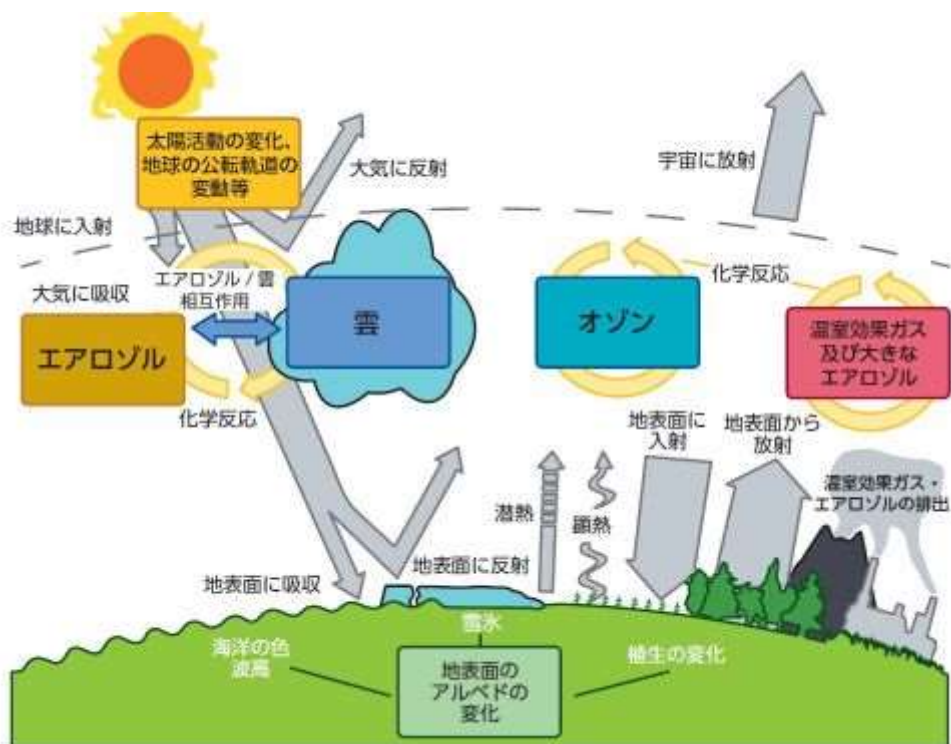 太陽活動の変化、
地球の公転軌道の
変動等
大気に反射
宇宙に放射
地球に入射
エアロゾル / 雲
相互作用
化学反応
大気に吸収
エアロゾル
雲
オゾン
温室効果ガス
及び大きな
エアロゾル
化学反応
地表面に
入射
地表面から
放射
温室効果ガス・
エアロゾルの排出
潜熱
顕熱
地表面に反射
地表面に吸収
雪氷
海洋の色
波高
地表面の
アルベドの
変化
植生の変化